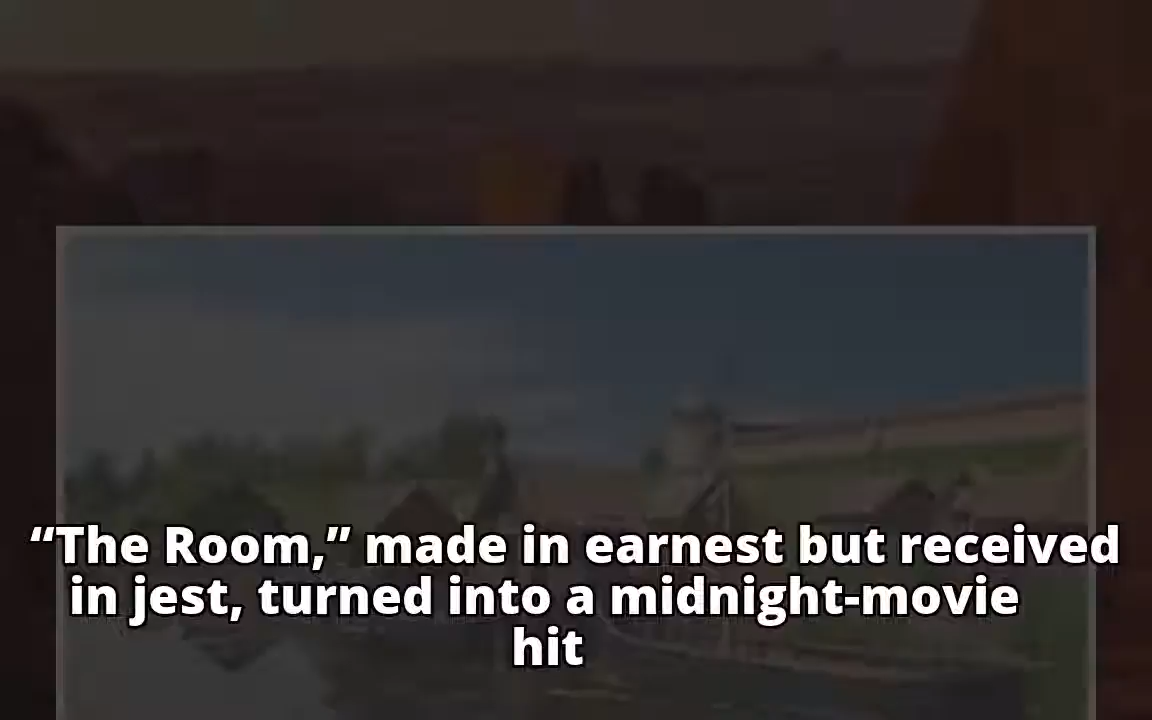 “The Room,” made in earnest but received
in jest, turned into a midnight-movie
hit